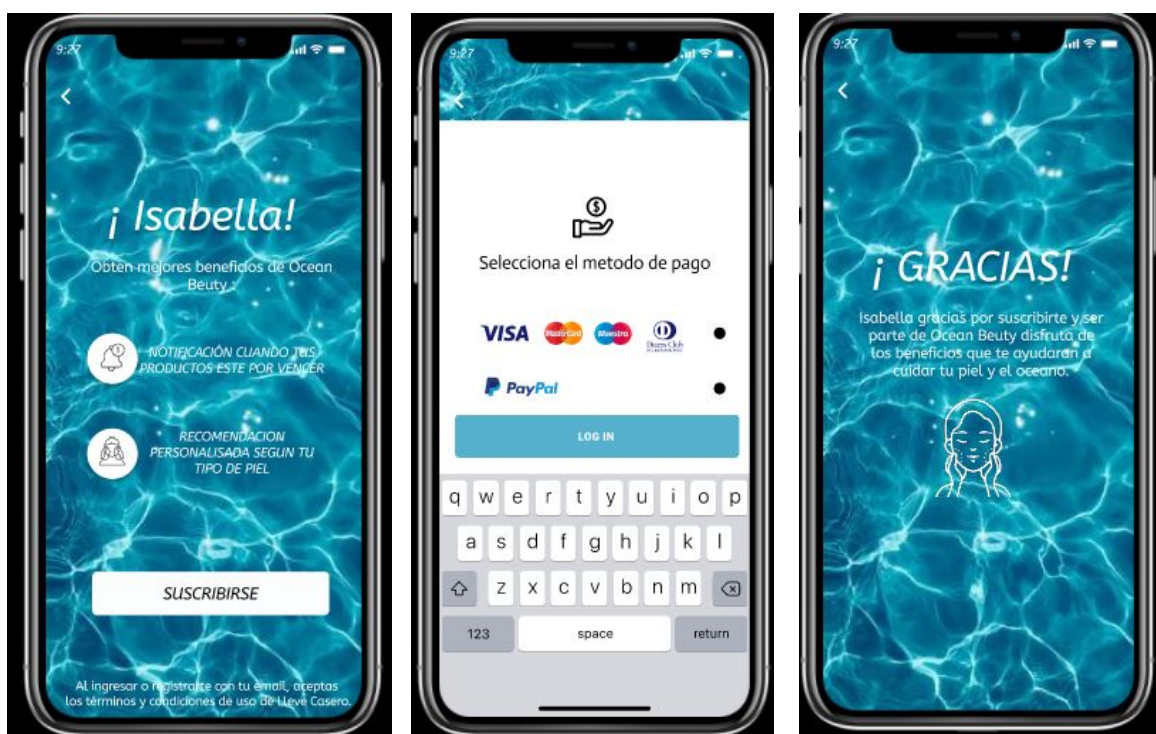 9:27
¡ Isabella!
Obten mejores beneficios de Ocean
Beuty :
NOTIFICACIÓN CUANDO TUS
PRODUCTOS ESTE POR VENCER
RECOMENDACION
PERSONALISADA SEGUN TU
TIPO DE PIEL
SUSCRIBIRSE
Al ingresar o registrarte con tu email, aceptas
los términos y condiciones de uso de Lleve Casero.
9:27
$
Selecciona el metodo de pago
VISA MasterCard Maestro Diners Club
PayPal
LOG IN
q w e r t y u i o p
a s d f g h j k l
z x c v b n m
123 space return
9:27
¡ GRACIAS!
Isabella gracias por suscribirte y ser
parte de Ocean Beuty disfruta de
los beneficios que te ayudaran a
cuidar tu piel y el oceano.